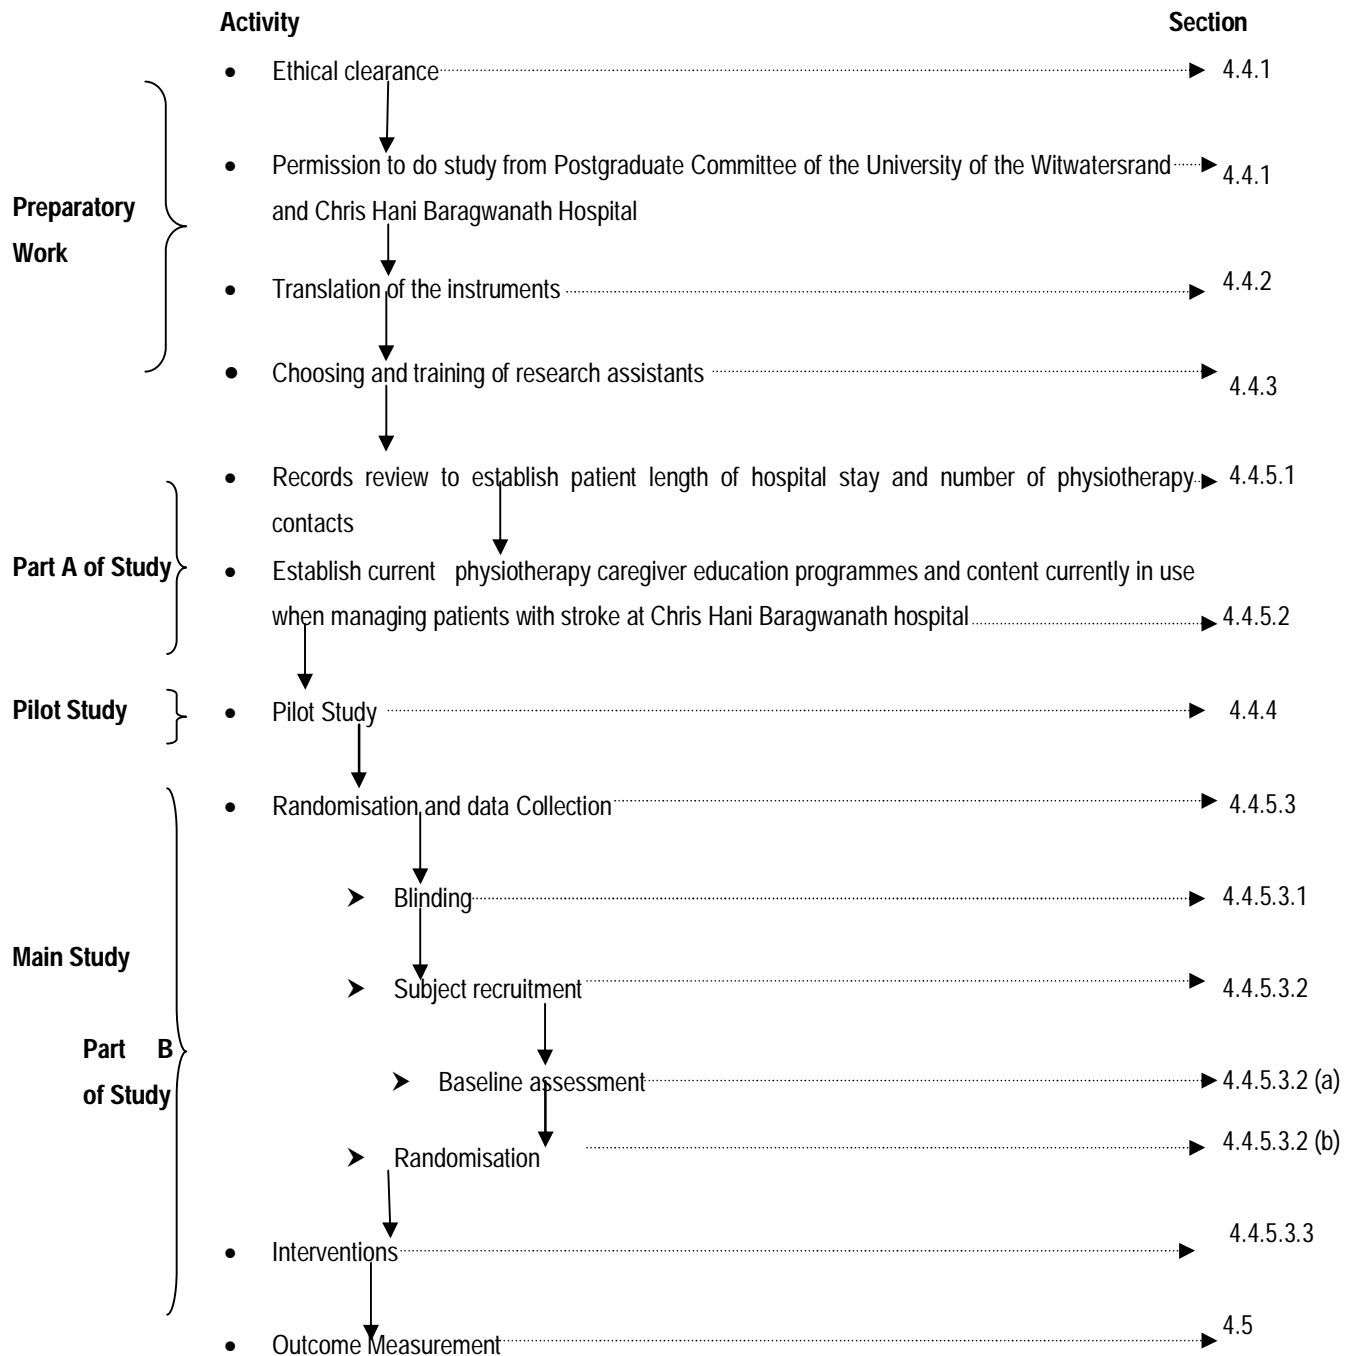 Activity Section
• Ethical clearance 4.4.1
• Permission to do study from Postgraduate Committee of the University of the Witwatersrand 4.4.1
and Chris Hani Baragwanath Hospital
Preparatory
Work
• Translation of the instruments 4.4.2
• Choosing and training of research assistants 4.4.3
• Records review to establish patient length of hospital stay and number of physiotherapy 4.4.5.1
contacts
Part A of Study • Establish current physiotherapy caregiver education programmes and content currently in use
when managing patients with stroke at Chris Hani Baragwanath hospital 4.4.5.2
Pilot Study • Pilot Study 4.4.4
• Randomisation and data Collection 4.4.5.3
➤ Blinding 4.4.5.3.1
Main Study
➤ Subject recruitment 4.4.5.3.2
Part B
of Study
➤ Baseline assessment 4.4.5.3.2 (a)
➤ Randomisation 4.4.5.3.2 (b)
• Interventions 4.4.5.3.3
• Outcome Measurement 4.5